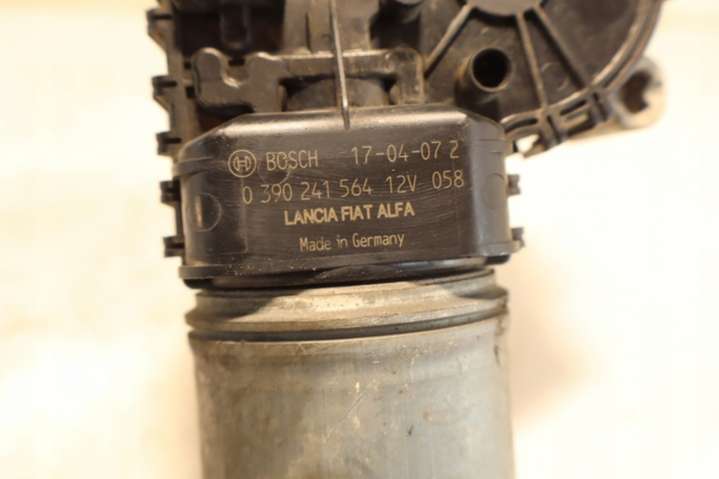 BOSCH 17-04-07 2
0 390 241 564 12V 058
LANCIA FIAT ALFA
Made in Germany